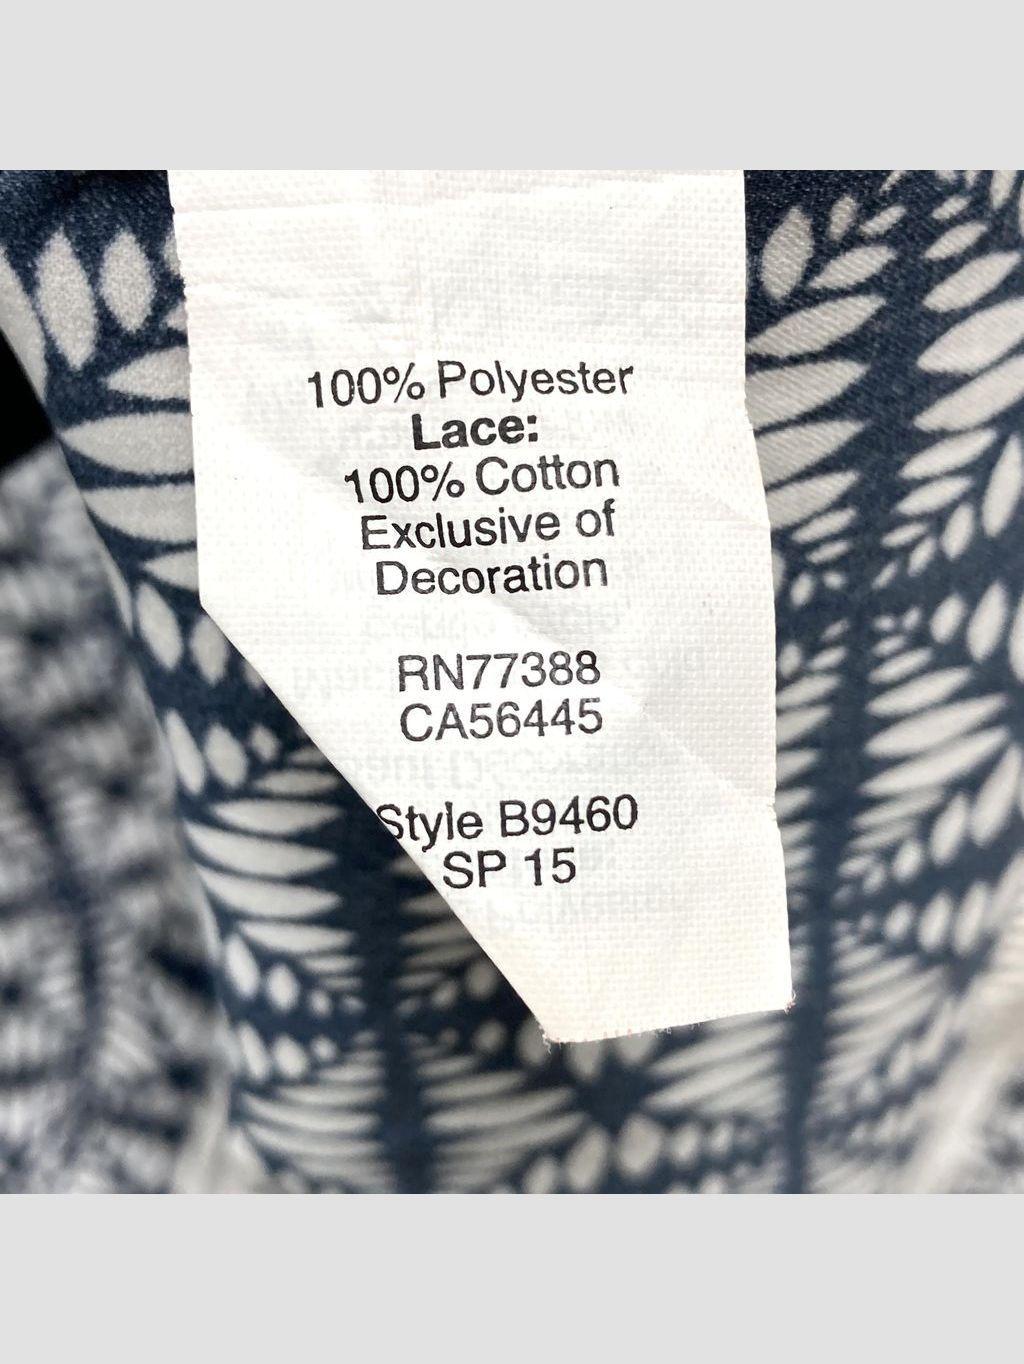 100% Polyester
Lace:
100% Cotton
Exclusive of
Decoration
RN77388
CA56445
Style B9460
SP 15